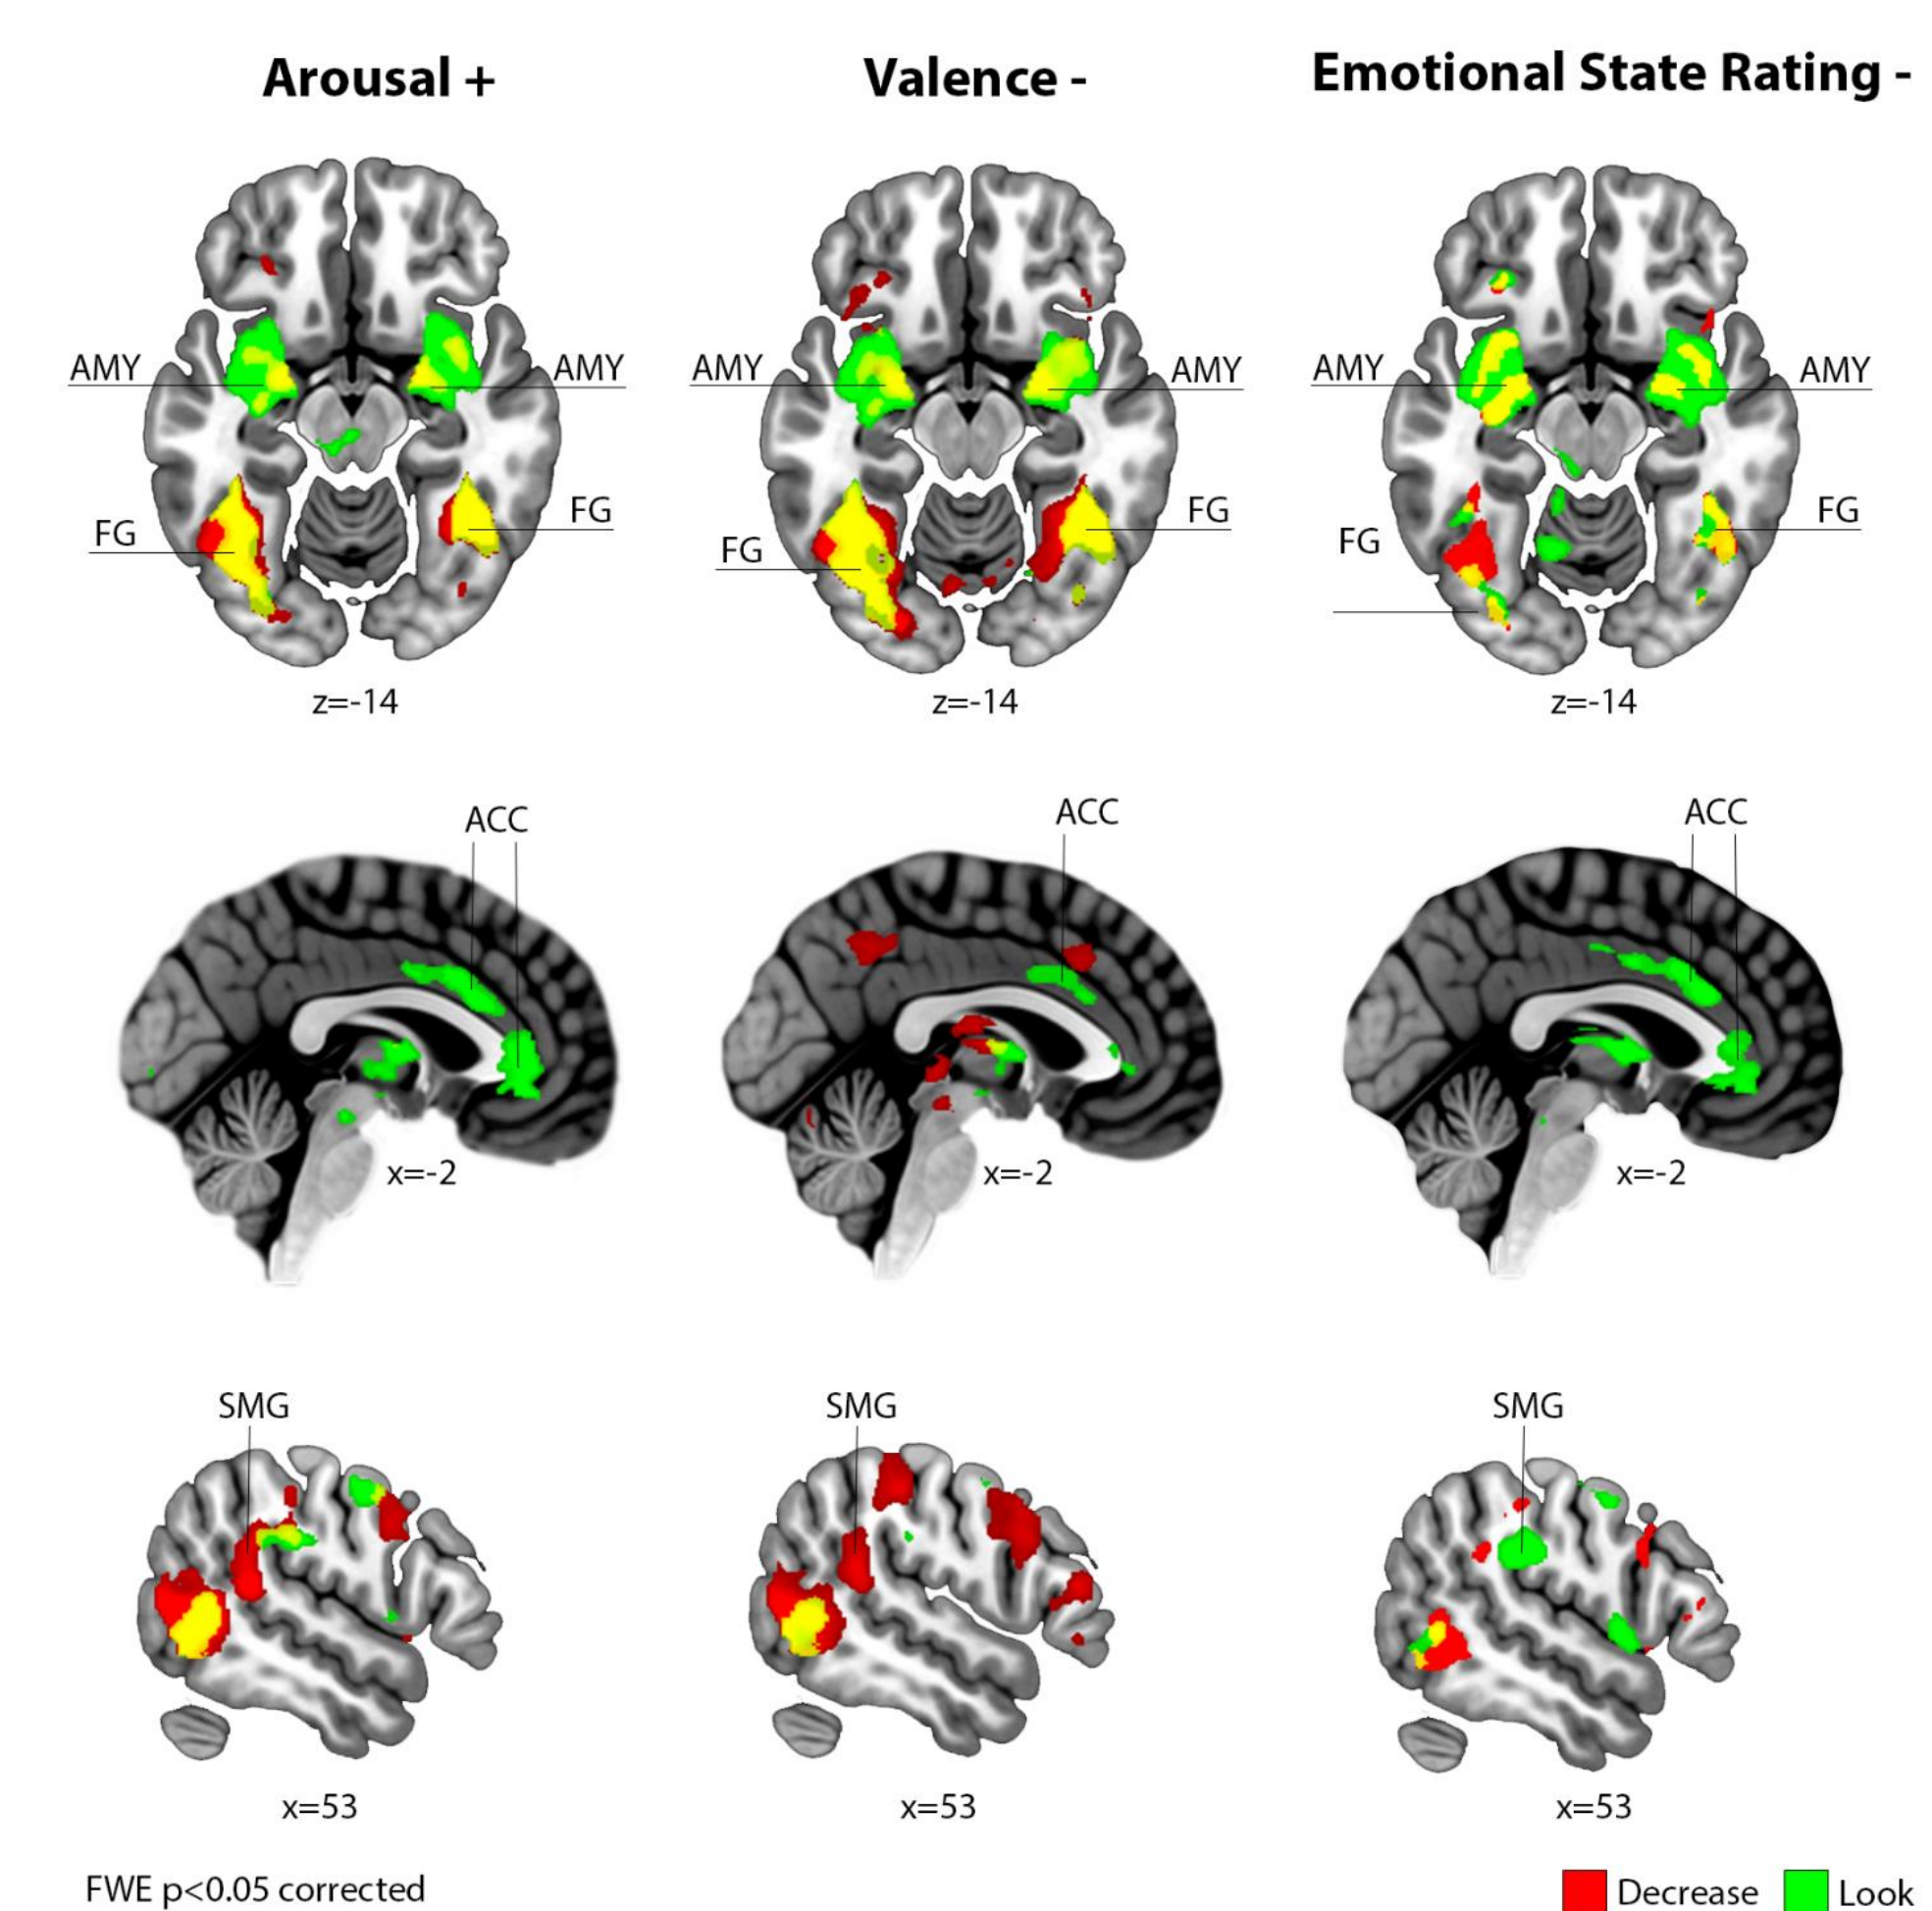 Arousal +
Valence -
Emotional State Rating -
AMY
AMY
AMY
AMY
AMY
AMY
FG
FG
FG
FG
FG
FG
z=-14
z=-14
z=-14
ACC
ACC
ACC
x=-2
x=-2
x=-2
SMG
SMG
SMG
x=53
x=53
x=53
FWE p<0.05 corrected
Decrease
Look